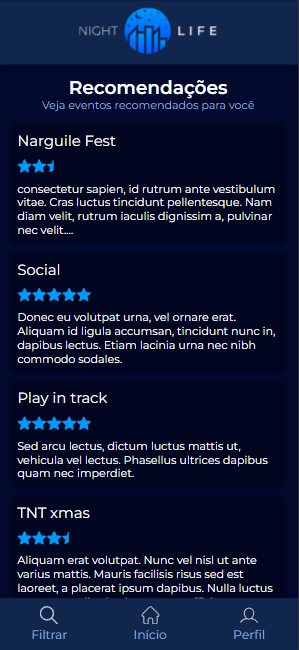 NIGHT LIFE
Recomendações
Veja eventos recomendados para você
Narguile Fest
consectetur sapien, id rutrum ante vestibulum
vitae. Cras luctus tincidunt pellentesque. Nam
diam velit, rutrum iaculis dignissim a, pulvinar
nec velit....
Social
Donec eu volutpat urna, vel ornare erat.
Aliquam id ligula accumsan, tincidunt nunc in,
dapibus lectus. Etiam lacinia urna nec nibh
commodo sodales.
Play in track
Sed arcu lectus, dictum luctus mattis ut,
vehicula vel lectus. Phasellus ultrices dapibus
quam nec imperdiet.
TNT xmas
Aliquam erat volutpat. Nunc vel nisl ut ante
varius mattis. Mauris facilisis risus sed est
laoreet, a placerat ipsum dapibus. Nulla luctus
Filtrar
Início
Perfil